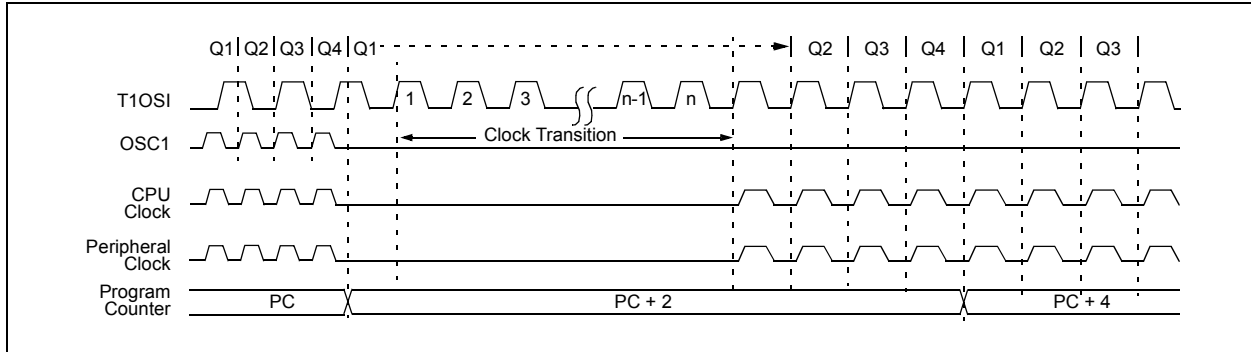 Q1 Q2 Q3 Q4 Q1 Q2 Q3 Q4 Q1 Q2 Q3
T1OSI
1 2 3 n-1 n
Clock Transition
OSC1
CPU
Clock
Peripheral
Clock
Program
Counter
PC PC + 2 PC + 4